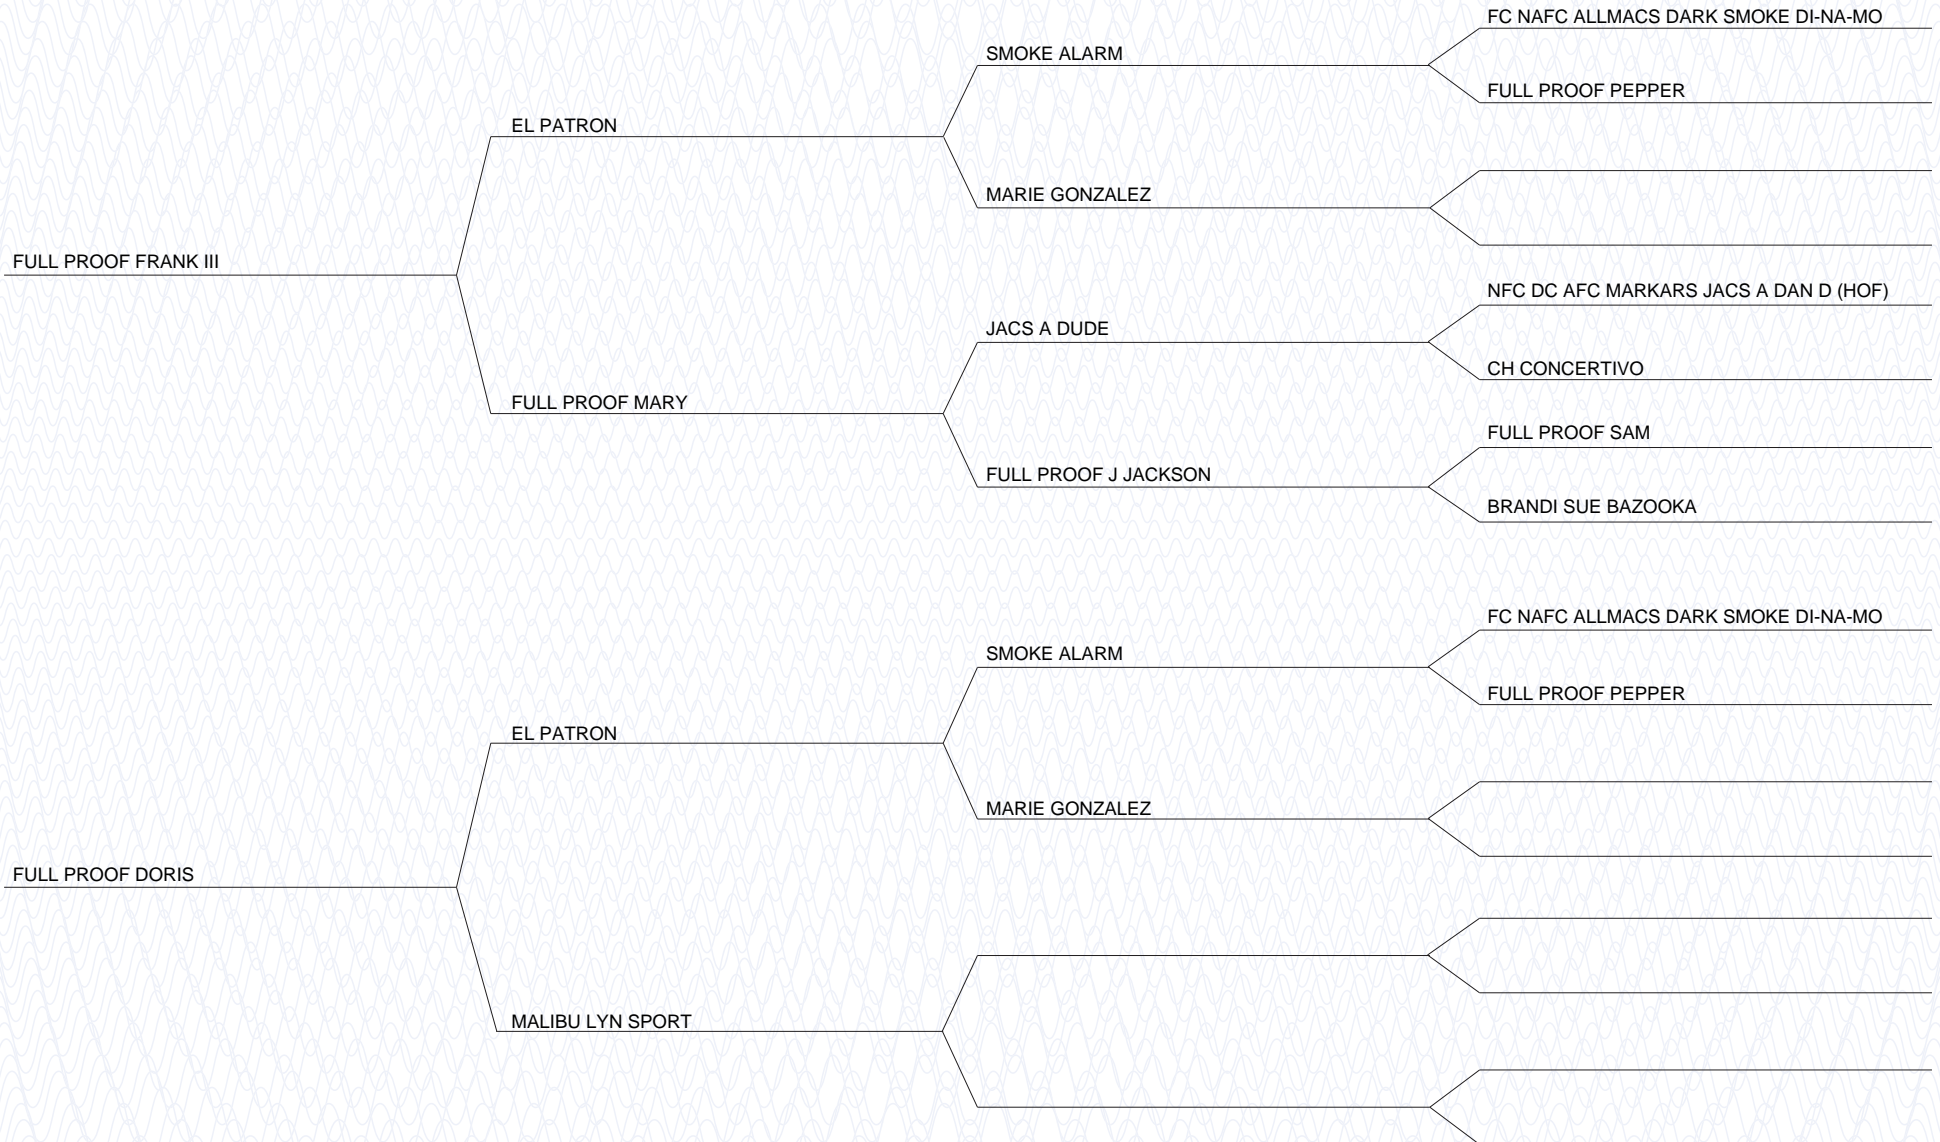 FC NAFC ALLMACS DARK SMOKE DI-NA-MO
SMOKE ALARM
FULL PROOF PEPPER
EL PATRON
MARIE GONZALEZ
FULL PROOF FRANK III
NFC DC AFC MARKARS JACS A DAN D (HOF)
JACS A DUDE
CH CONCERTIVO
FULL PROOF MARY
FULL PROOF SAM
FULL PROOF J JACKSON
BRANDI SUE BAZOOKA
FC NAFC ALLMACS DARK SMOKE DI-NA-MO
SMOKE ALARM
FULL PROOF PEPPER
EL PATRON
MARIE GONZALEZ
FULL PROOF DORIS
MALIBU LYN SPORT